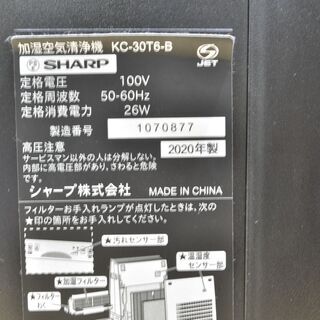 加湿空気清浄機 KC-30T6-B
SHARP
JET
定格電圧 100V
定格周波数 50-60Hz
定格消費電力 26W
製造番号 1070877
高圧注意 2020年製
サービスマン以外の人は分解しない。
内部に高電圧部があり、さわると危険
シャープ株式会社 MADE IN CHINA
フィルターお手入れランプが点灯したときは、次の
★印の箇所をお手入れしてください。
★汚れセンサー部
★温湿度
センサー部
★加湿フィルター
★フィルター
わく